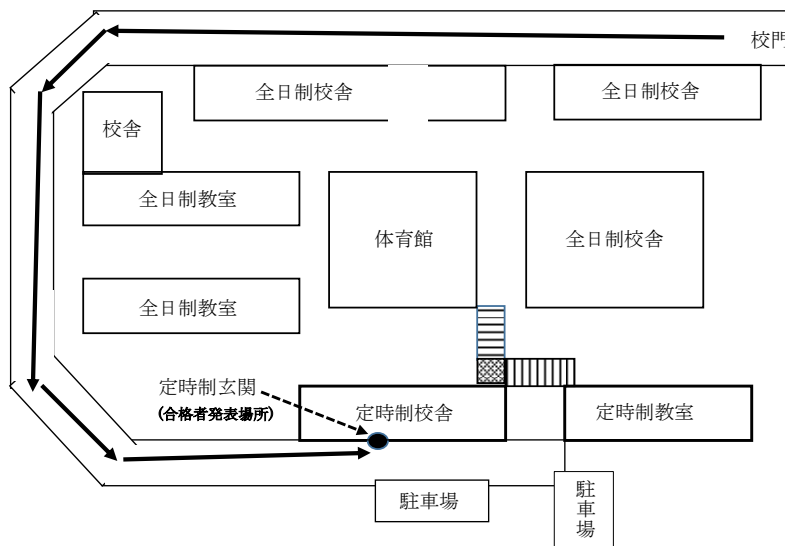 校門
全日制校舎
全日制校舎
校舎
全日制教室
体育館
全日制校舎
全日制教室
定時制玄関
(合格者発表場所)
定時制校舎
定時制教室
駐車場
駐車場